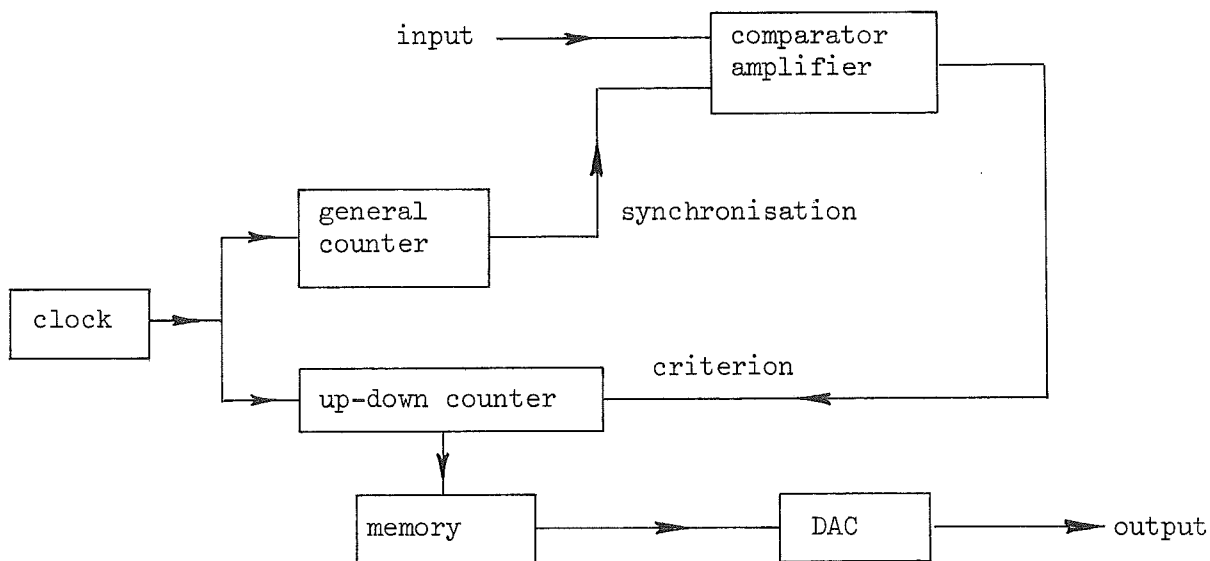 input
comparator
amplifier
general
counter
synchronisation
clock
criterion
up-down counter
memory
DAC
output